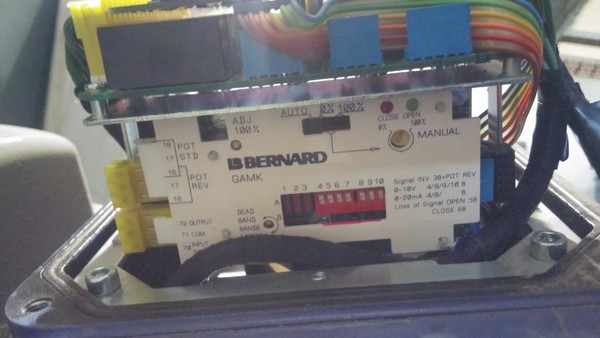 AUTO 0% 100%
ADJ.
100%
CLOSE OPEN
0% 100%
MANUAL
18 POT
17 STD
16
17 POT
18 REV
BERNARD
GAMK
1 2 3 4 5 6 7 8 9 10
A
B
Signal INV 3B+POT REV
0-10V 4/8/9/10 B
0-20mA 4/8/
Loss of Signal OPEN 5B
CLOSE 6B
DEAD
BAND
72 OUTPUT
71 COM.
70 INPUT